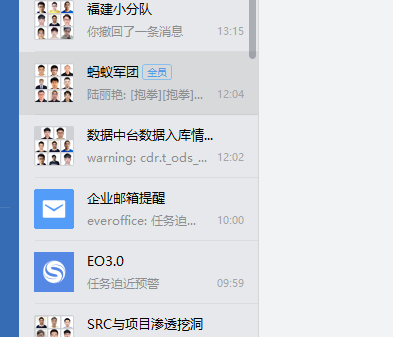 福建小分队
你撤回了一条消息 13:15
蚂蚁军团 全员
陆丽艳: [抱拳][抱拳]... 12:04
数据中台数据入库情...
warning: cdr.t_ods_... 12:02
企业邮箱提醒
everoffice: 任务迫... 10:00
EO3.0
任务迫近预警 09:59
SRC与项目渗透挖洞